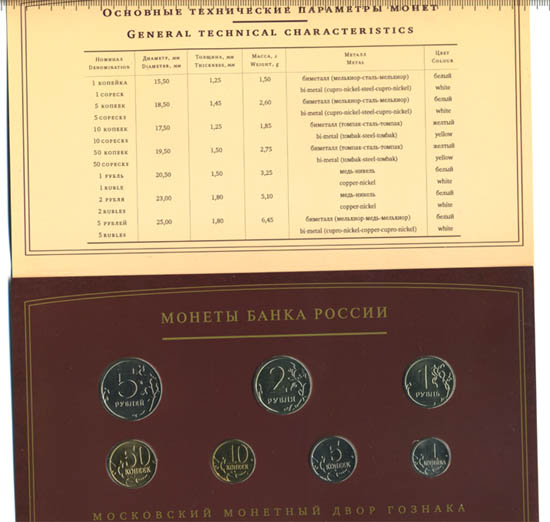 Основные технические параметры монет
General technical characteristics
Номинал Диаметр, мм Толщина, мм Масса, г Металл Цвет
Denomination Diameter, мм Thickness, мм Weight, g Metal Colour
1 копейка 15,50 1,25 1,50 биметалл (мельхиор-сталь-мельхиор) белый
1 copeck bi-metal (cupro-nickel-steel-cupro-nickel) white
5 копеек 18,50 1,45 2,60 биметалл (мельхиор-сталь-мельхиор) белый
5 copecks bi-metal (cupro-nickel-steel-cupro-nickel) white
10 копеек 17,50 1,25 1,85 биметалл (томпак-сталь-томпак) желтый
10 copecks bi-metal (tombak-steel-tombak) yellow
50 копеек 19,50 1,50 2,75 биметалл (томпак-сталь-томпак) желтый
50 copecks bi-metal (tombak-steel-tombak) yellow
1 рубль 20,50 1,50 3,25 медь-никель белый
1 ruble copper-nickel white
2 рубля 23,00 1,80 5,10 медь-никель белый
2 rubles copper-nickel white
5 рублей 25,00 1,80 6,45 биметалл (мельхиор-медь-мельхиор) белый
5 rubles bi-metal (cupro-nickel-copper-cupro-nickel) white
МОНЕТЫ БАНКА РОССИИ
5 РУБЛЕЙ
2 РУБЛЯ
1 РУБЛЬ
50 КОПЕЕК
10 КОПЕЕК
5 КОПЕЕК
1 КОПЕЙКА
МОСКОВСКИЙ МОНЕТНЫЙ ДВОР ГОЗНАКА